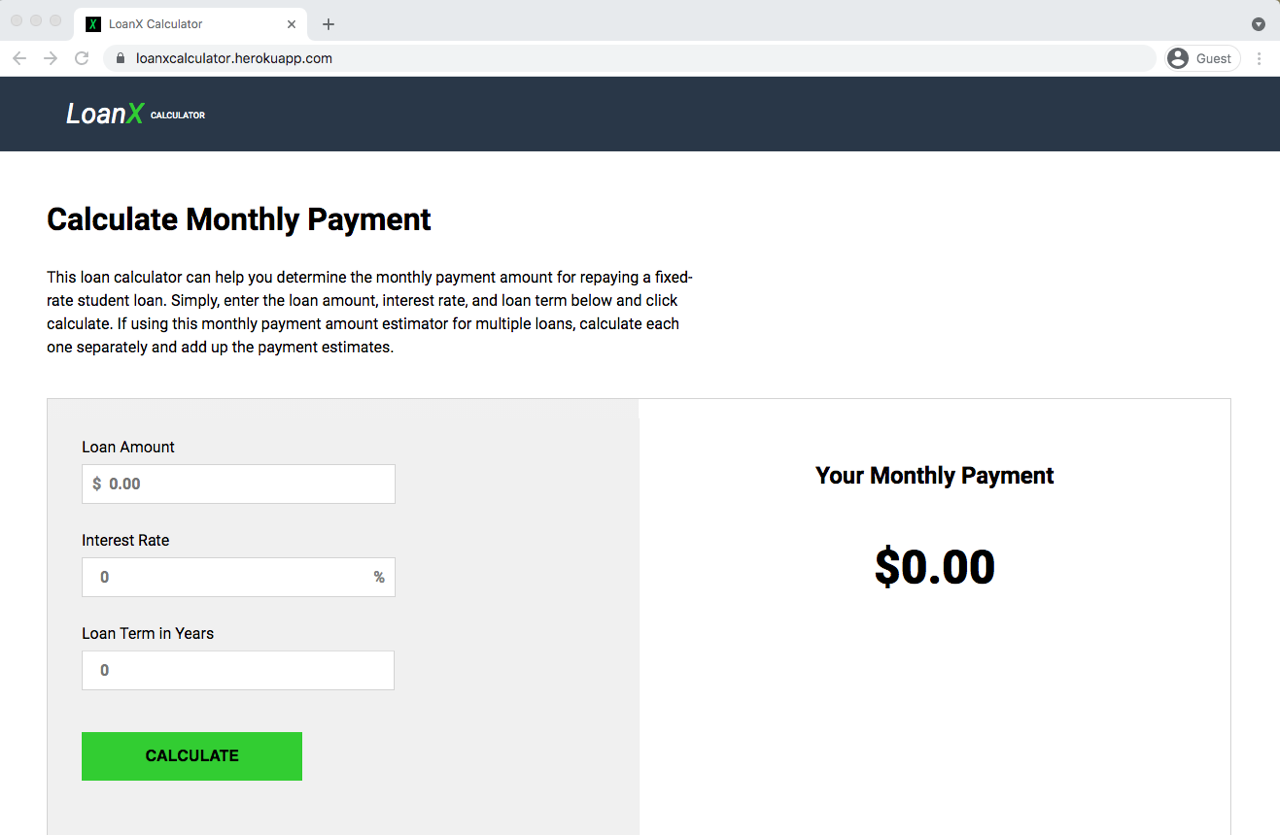 X LoanX Calculator
loanxcalculator.herokuapp.com
Guest
LoanX CALCULATOR
Calculate Monthly Payment
This loan calculator can help you determine the monthly payment amount for repaying a fixed-
rate student loan. Simply, enter the loan amount, interest rate, and loan term below and click
calculate. If using this monthly payment amount estimator for multiple loans, calculate each
one separately and add up the payment estimates.
Loan Amount
$ 0.00
Interest Rate
0 %
Loan Term in Years
0
CALCULATE
Your Monthly Payment
$0.00